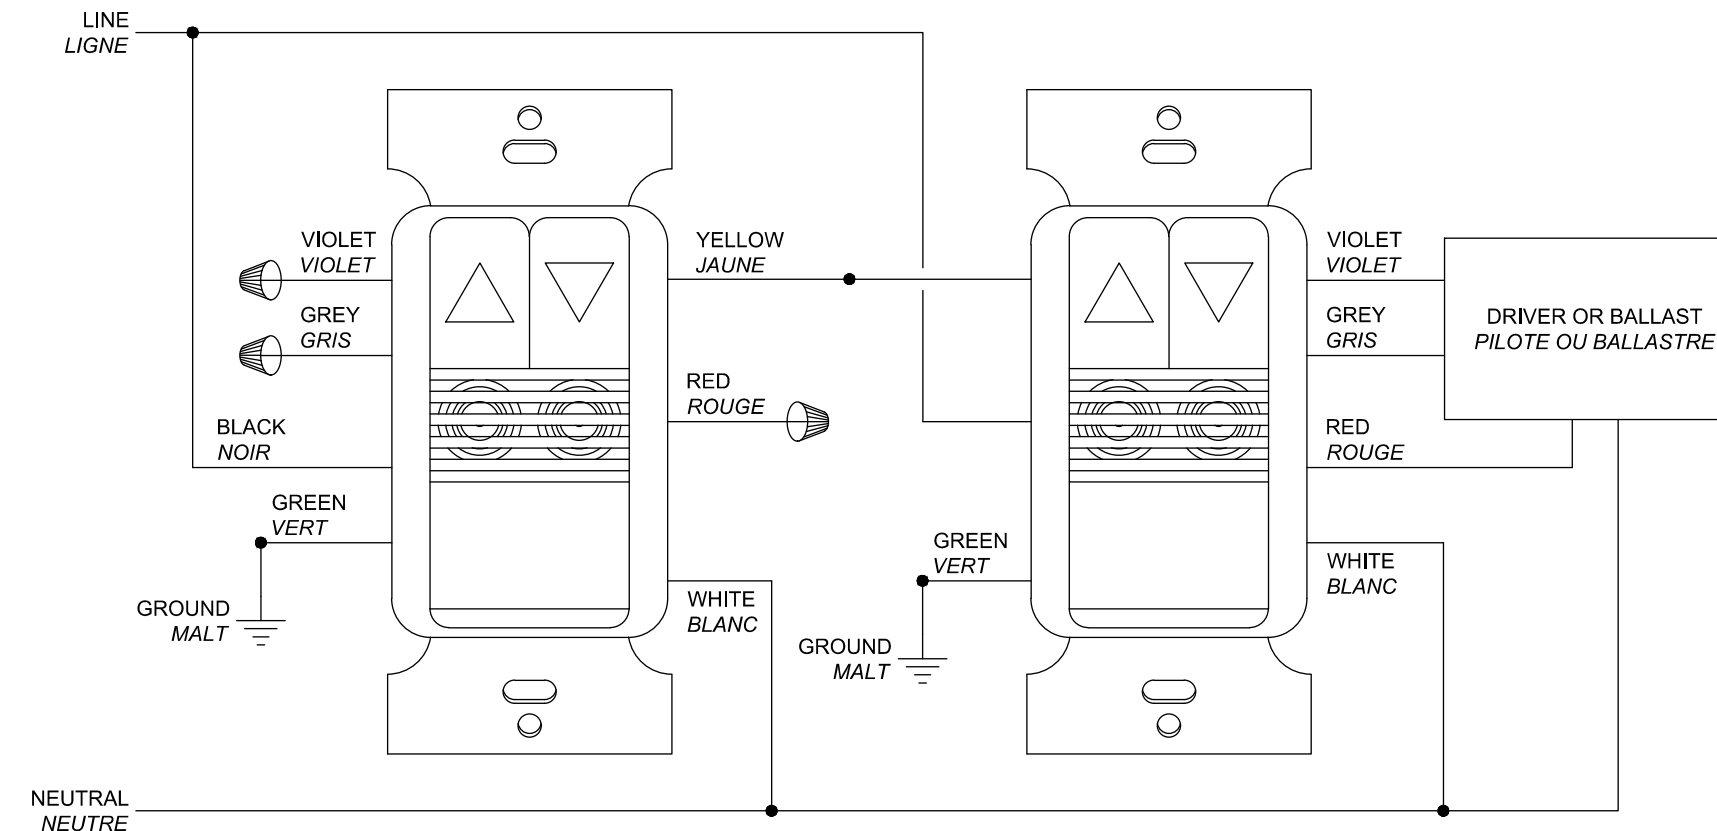 LINE
LIGNE
VIOLET
VIOLET
GREY
GRIS
BLACK
NOIR
GREEN
VERT
GROUND
MALT
YELLOW
JAUNE
RED
ROUGE
WHITE
BLANC
GREEN
VERT
GROUND
MALT
VIOLET
VIOLET
GREY
GRIS
RED
ROUGE
WHITE
BLANC
DRIVER OR BALLAST
PILOTE OU BALLASTRE
NEUTRAL
NEUTRE